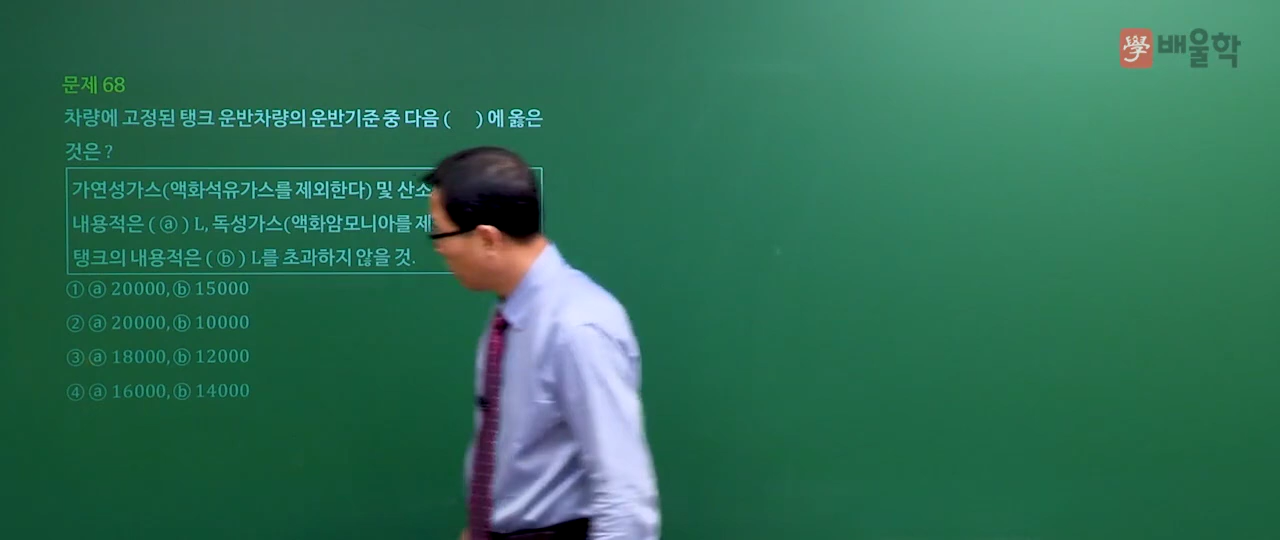 學 배울학
문제 68
차량에 고정된 탱크 운반차량의 운반기준 중 다음 ( ) 에 옳은
것은 ?
가연성가스(액화석유가스를 제외한다) 및 산소
내용적은 ( ⓐ ) L, 독성가스(액화암모니아를 제
탱크의 내용적은 ( ⓑ ) L를 초과하지 않을 것.
① ⓐ 20000, ⓑ 15000
② ⓐ 20000, ⓑ 10000
③ ⓐ 18000, ⓑ 12000
④ ⓐ 16000, ⓑ 14000